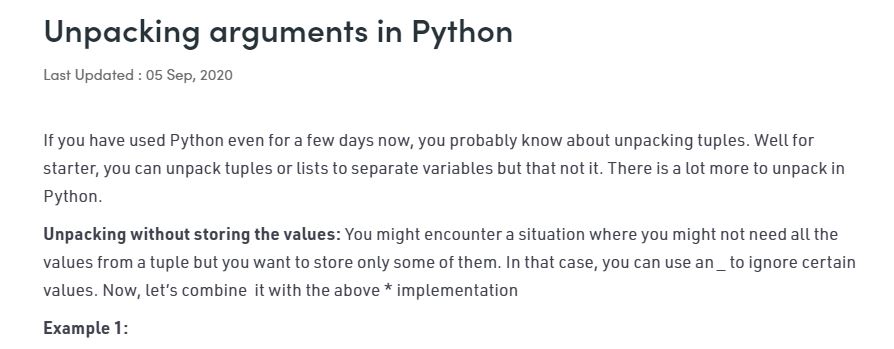 Unpacking arguments in Python
Last Updated : 05 Sep, 2020
If you have used Python even for a few days now, you probably know about unpacking tuples. Well for
starter, you can unpack tuples or lists to separate variables but that not it. There is a lot more to unpack in
Python.
Unpacking without storing the values: You might encounter a situation where you might not need all the
values from a tuple but you want to store only some of them. In that case, you can use an _ to ignore certain
values. Now, let’s combine  it with the above * implementation
Example 1: